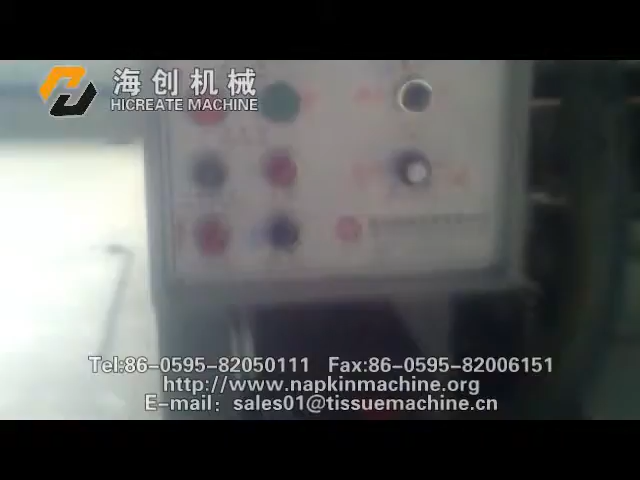 海创机械
HICREATE MACHINE
Tel:86-0595-82050111 Fax:86-0595-82006151
http://www.napkinmachine.org
E-mail: sales01@tissuemachine.cn